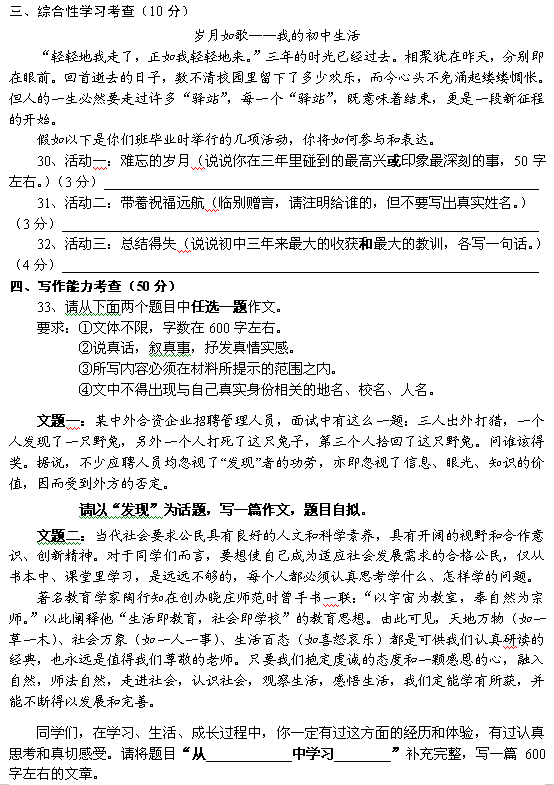 三、综合性学习考查（10 分）
岁月如歌——我的初中生活
“轻轻地我走了，正如我轻轻地来。”三年的时光已经过去。相聚犹在昨天，分别即
在眼前。回首逝去的日子，数不清校园里留下了多少欢乐，而今心头不免涌起缕缕惆怅。
但人的一生必然要走过许多“驿站”，每一个“驿站”，既意味着结束，更是一段新征程
的开始。
假如以下是你们班毕业时举行的几项活动，你将如何参与和表达。
30、活动一：难忘的岁月（说说你在三年里碰到的最高兴或印象最深刻的事，50 字
左右。）（3 分）
31、活动二：带着祝福远航（临别赠言，请注明给谁的，但不要写出真实姓名。）
（3 分）
32、活动三：总结得失（说说初中三年来最大的收获和最大的教训，各写一句话。）
（4 分）
四、写作能力考查（50 分）
33、请从下面两个题目中任选一题作文。
要求：①文体不限，字数在 600 字左右。
②说真话，叙真事，抒发真情实感。
③所写内容必须在材料所提示的范围之内。
④文中不得出现与自己真实身份相关的地名、校名、人名。
文题一：某中外合资企业招聘管理人员，面试中有这么一题：三人出外打猎，一个
人发现了一只野兔，另外一个人打死了这只兔子，第三个人拾回了这只野兔。问谁该得
奖。据说，不少应聘人员均忽视了“发现”者的功劳，亦即忽视了信息、眼光、知识的价
值，因而受到外方的否定。
请以“发现”为话题，写一篇作文，题目自拟。
文题二：当代社会要求公民具有良好的人文和科学素养，具有开阔的视野和合作意
识、创新精神。对于同学们而言，要想使自己成为适应社会发展需求的合格公民，仅从
书本中、课堂里学习，是远远不够的，每个人都必须认真思考学什么、怎样学的问题。
著名教育学家陶行知在创办晓庄师范时曾手书一联：“以宇宙为教室，奉自然为宗
师。”以此阐释他“生活即教育，社会即学校”的教育思想。由此可见，天地万物（如一
草一木）、社会万象（如一人一事）、生活百态（如喜怒哀乐）都是可供我们认真研读的
经典，也永远是值得我们尊敬的老师。只要我们抱定虔诚的态度和一颗感恩的心，融入
自然，师法自然，走进社会，认识社会，观察生活，感悟生活，我们定能学有所获，并
能不断得以发展和完善。
同学们，在学习、生活、成长过程中，你一定有过这方面的经历和体验，有过认真
思考和真切感受。请将题目“从____________中学习________”补充完整，写一篇 600
字左右的文章。